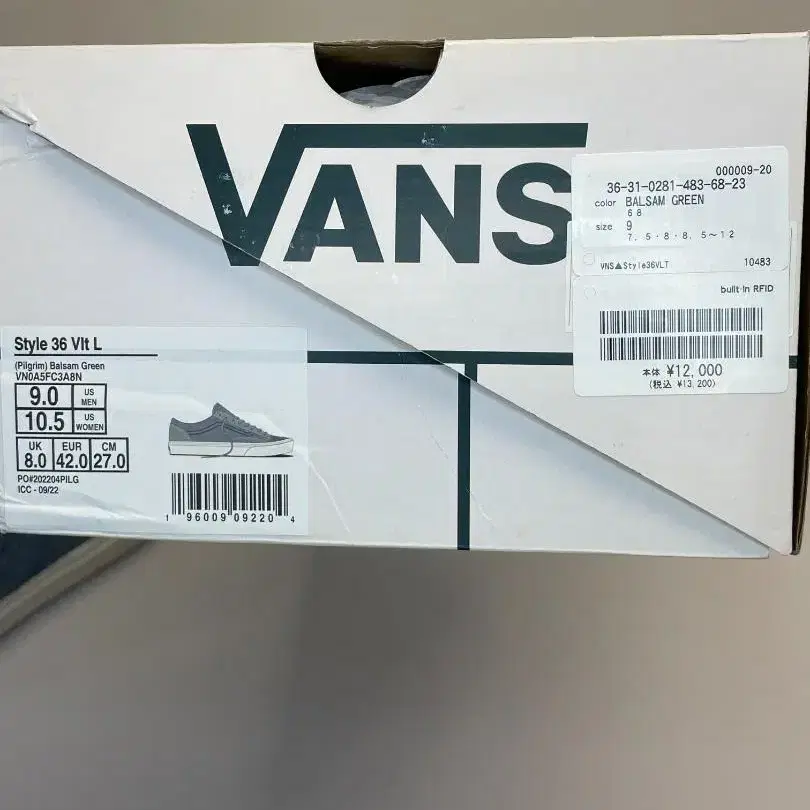 VANS
000009-20
36-31-0281-483-68-23
color BALSAM GREEN
68
size 9
7.5・8・8.5~12
VNS▲Style36VLT 10483
built-in RFID
本体 ¥12,000
(税込 ¥13,200)
Style 36 Vlt L
(Pilgrim) Balsam Green
VN0A5FC3A8N
9.0 US MEN
10.5 US WOMEN
UK EUR CM
8.0 42.0 27.0
PO#202204PILG
ICC - 09/22
1 96009 09220 4